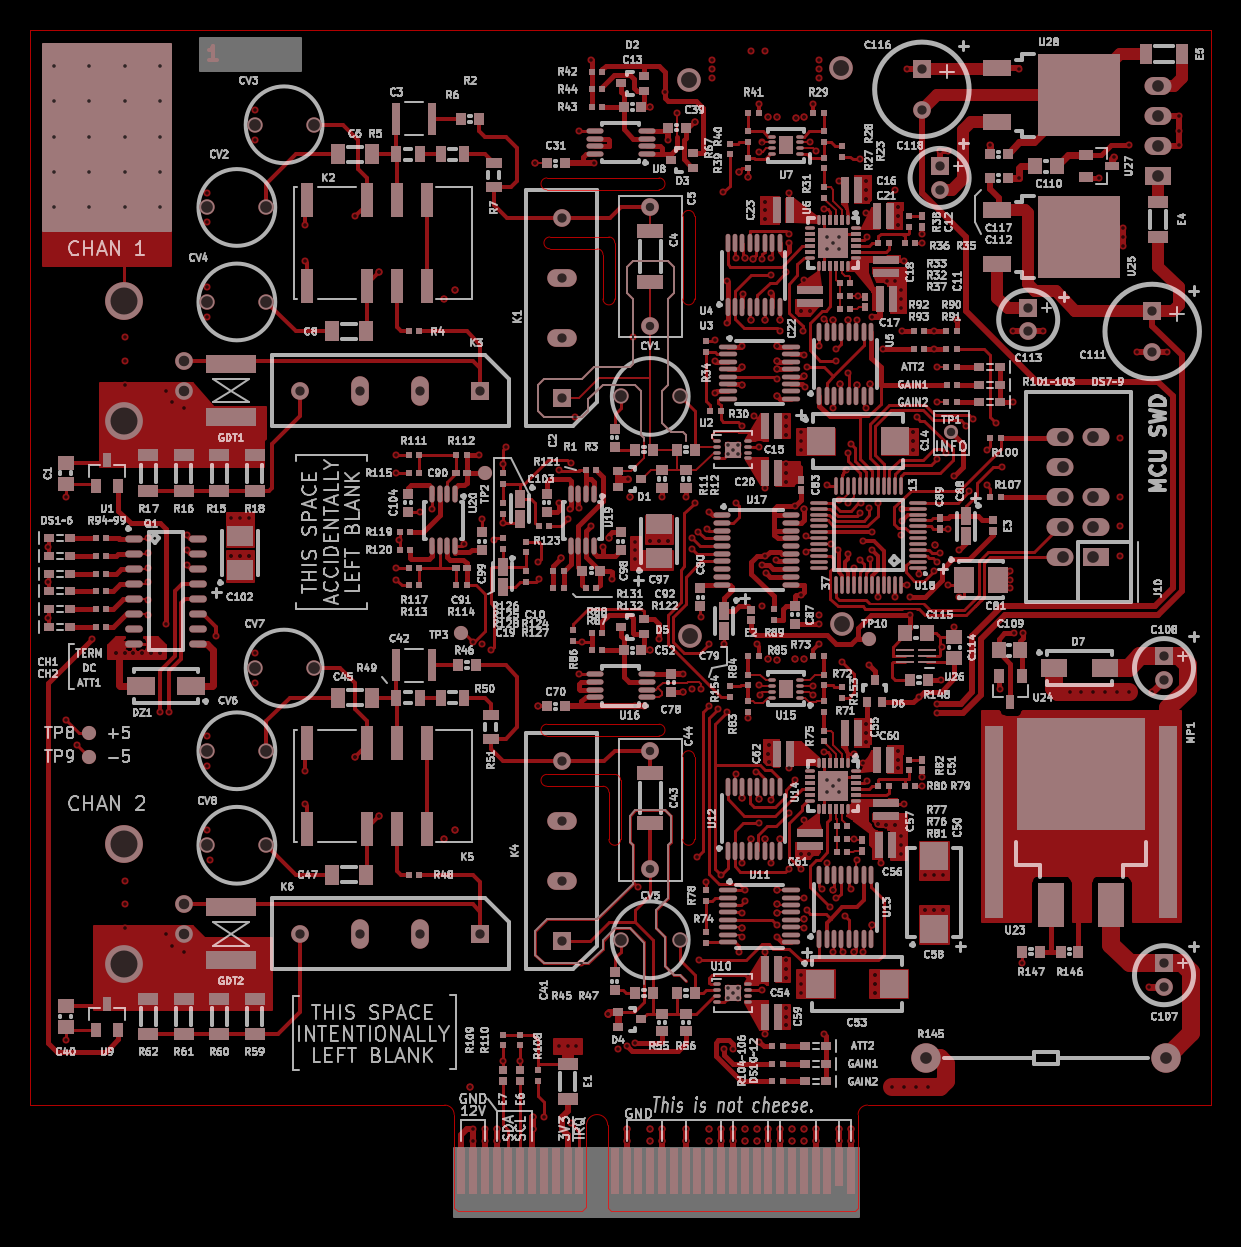 1
D2
C116
U28
E5
CV3
R2
C13
C3
R6
R42
R44
R43
C39
R41
R29
C6
R5
CV2
C31
R40
R39
R67
R28
R27
R23
C118
U27
K2
U8
D3
U7
R31
C110
R7
C5
C16
C21
U6
C23
R38
C12
C117
C112
E4
CHAN 1
C4
R36
R35
CV4
R33
R32
R37
C18
C11
U25
K1
U4
U3
C22
C17
R92
R93
R90
R91
C8
R4
K3
CV1
U5
C113
C111
R34
ATT2
GAIN1
GAIN2
R101-103
DS7-9
MCU SWD
GDT1
R30
U2
TP1
INFO
C14
C2
R1
R3
R111
R112
R100
C1
R115
C90
R121
C103
TP2
D1
R11
R12
C20
C15
C83
U17
J3
R107
U1
R17
R16
R15
R18
C104
U20
U19
C89
C88
E3
DS1-6
R94-99
Q1
THIS SPACE
ACCIDENTALLY
LEFT BLANK
R119
R120
R123
C98
C97
C80
37
U18
C102
C99
R117
R113
C91
R114
R126
C10
C19
R127
R131
R132
C92
R122
C81
J10
CV7
C42
TP3
R88
R87
D5
E2
R89
C87
R73
TP10
C115
C109
D7
C108
CH1
CH2
TERM
DC
ATT1
R49
R46
R86
C52
C79
R84
R85
R72
C114
U26
C45
R50
DZ1
CV6
C70
U16
C78
R154
R83
U15
R71
R153
D6
R148
U24
MP1
TP8 +5
TP9 -5
R51
C44
C62
R75
C55
C60
R82
C51
U14
R80
R79
CHAN 2
CV8
C43
U12
R77
R76
R81
C57
C50
K5
K4
C61
C56
C47
R48
K6
U11
CV5
R78
R74
U13
U23
C58
GDT2
U10
R147
R146
C41
R45
R47
C54
C59
C53
C107
THIS SPACE
INTENTIONALLY
LEFT BLANK
C40
U9
R62
R61
R60
R59
R109
R110
R108
D4
R55
R56
R145
R104-106
DS10-12
ATT2
GAIN1
GAIN2
E1
E7
E6
GND
12V
SDA
SCL
3V3
IRQ
GND
This is not cheese.